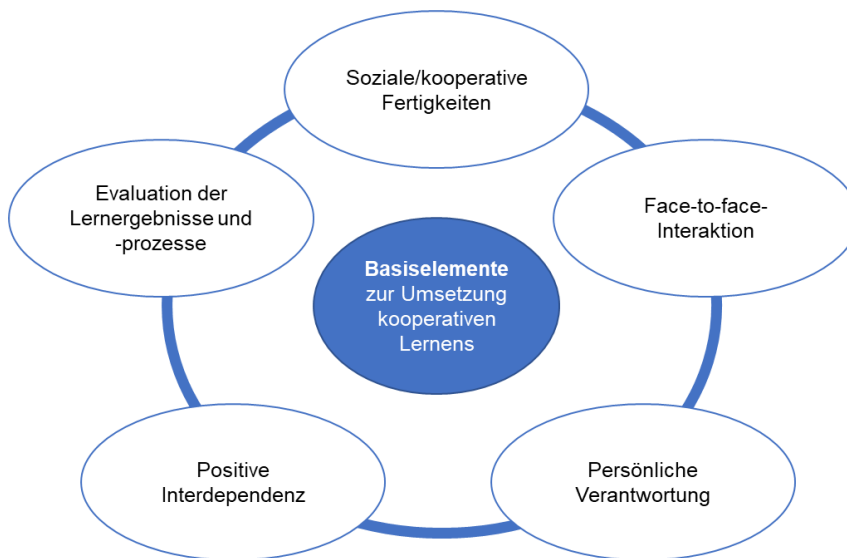 Soziale/kooperative
Fertigkeiten
Evaluation der
Lernergebnisse und
-prozesse
Face-to-face-
Interaktion
Basiselemente
zur Umsetzung
kooperativen
Lernens
Positive
Interdependenz
Persönliche
Verantwortung